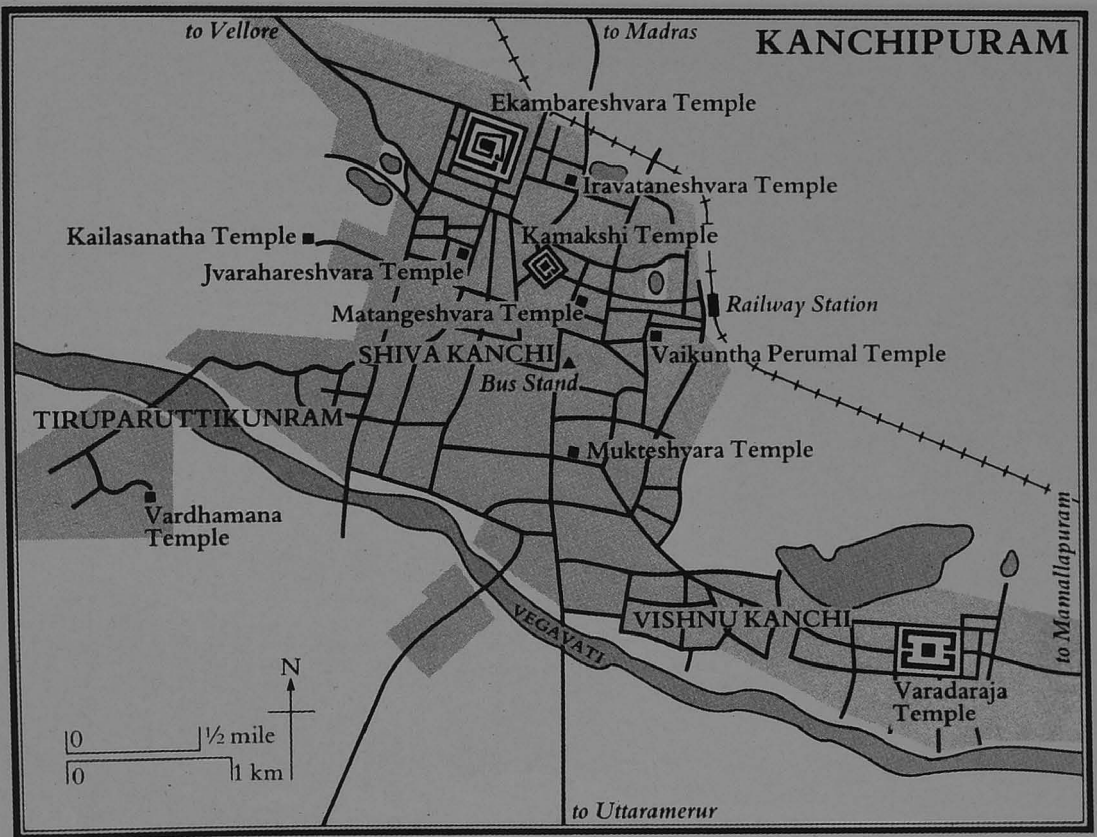 to Vellore
to Madras
KANCHIPURAM
Ekambareshvara Temple
Iravataneshvara Temple
Kailasanatha Temple
Kamakshi Temple
Jvarahareshvara Temple
Matangeshvara Temple
Railway Station
SHIVA KANCHI
Vaikuntha Perumal Temple
Bus Stand
TIRUPARUTTIKUNRAM
Mukteshvara Temple
Vardhamana
Temple
to Mamallapuram
VEGAVATI
VISHNU KANCHI
N
Varadaraja
Temple
0 ½ mile
0 1 km
to Uttaramerur